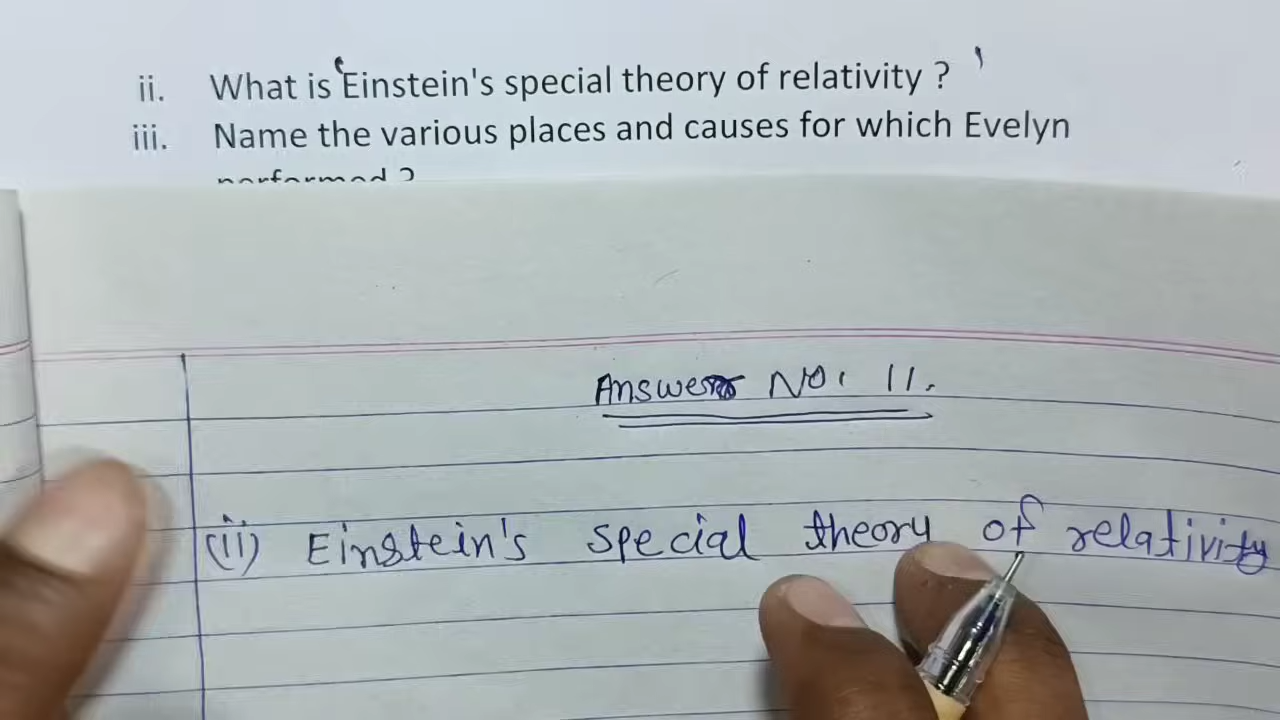 ii. What is Einstein's special theory of relativity ?
iii. Name the various places and causes for which Evelyn
performed ?
Answer No. 11.
(ii) Einstein's special theory of relativity